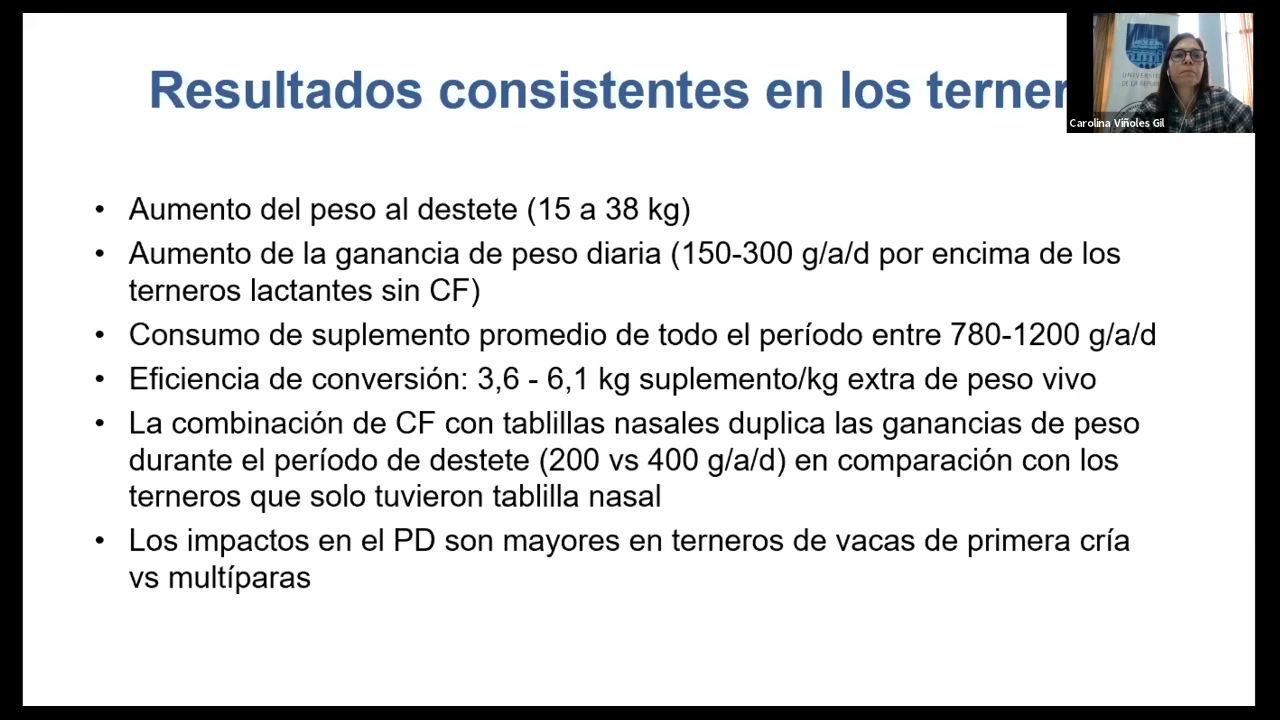 Resultados consistentes en los terner
UNIVERSI
DE LA REPUB
Carolina Viñoles Gil
• Aumento del peso al destete (15 a 38 kg)
• Aumento de la ganancia de peso diaria (150-300 g/a/d por encima de los
terneros lactantes sin CF)
• Consumo de suplemento promedio de todo el período entre 780-1200 g/a/d
• Eficiencia de conversión: 3,6 - 6,1 kg suplemento/kg extra de peso vivo
• La combinación de CF con tablillas nasales duplica las ganancias de peso
durante el período de destete (200 vs 400 g/a/d) en comparación con los
terneros que solo tuvieron tablilla nasal
• Los impactos en el PD son mayores en terneros de vacas de primera cría
vs multíparas